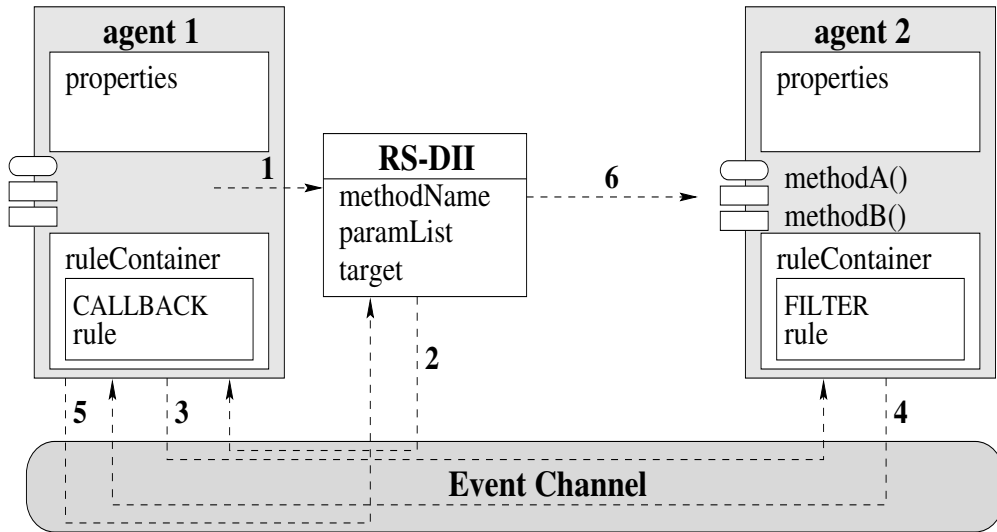 agent 1
properties
ruleContainer
CALLBACK
rule
1
RS-DII
methodName
paramList
target
6
agent 2
properties
methodA()
methodB()
ruleContainer
FILTER
rule
2
5
3
4
Event Channel